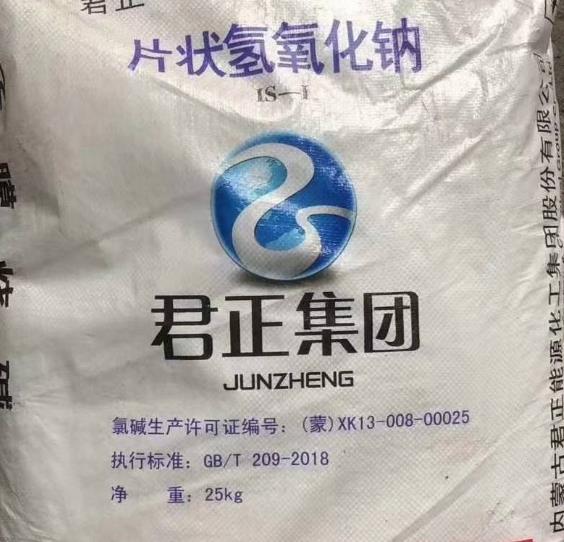 君正
片状氢氧化钠
IS—I
君正集团
JUNZHENG
氯碱生产许可证编号：(蒙)XK13-008-00025
执行标准：GB/T 209-2018
净 重：25kg
内蒙古君正能源化工集团股份有限公司